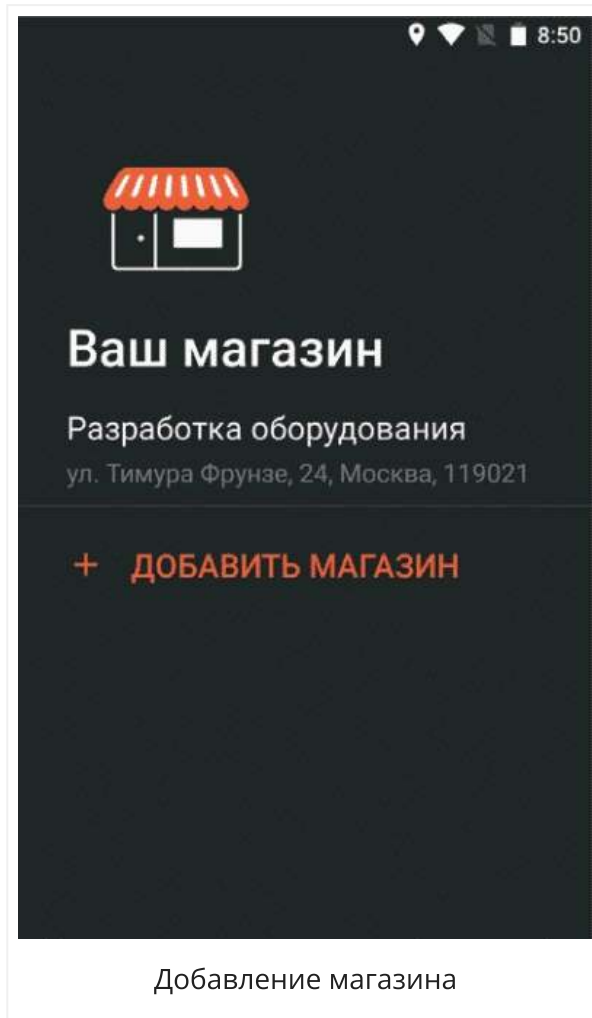 8:50
Ваш магазин
Разработка оборудования
ул. Тимура Фрунзе, 24, Москва, 119021
+ ДОБАВИТЬ МАГАЗИН
Добавление магазина